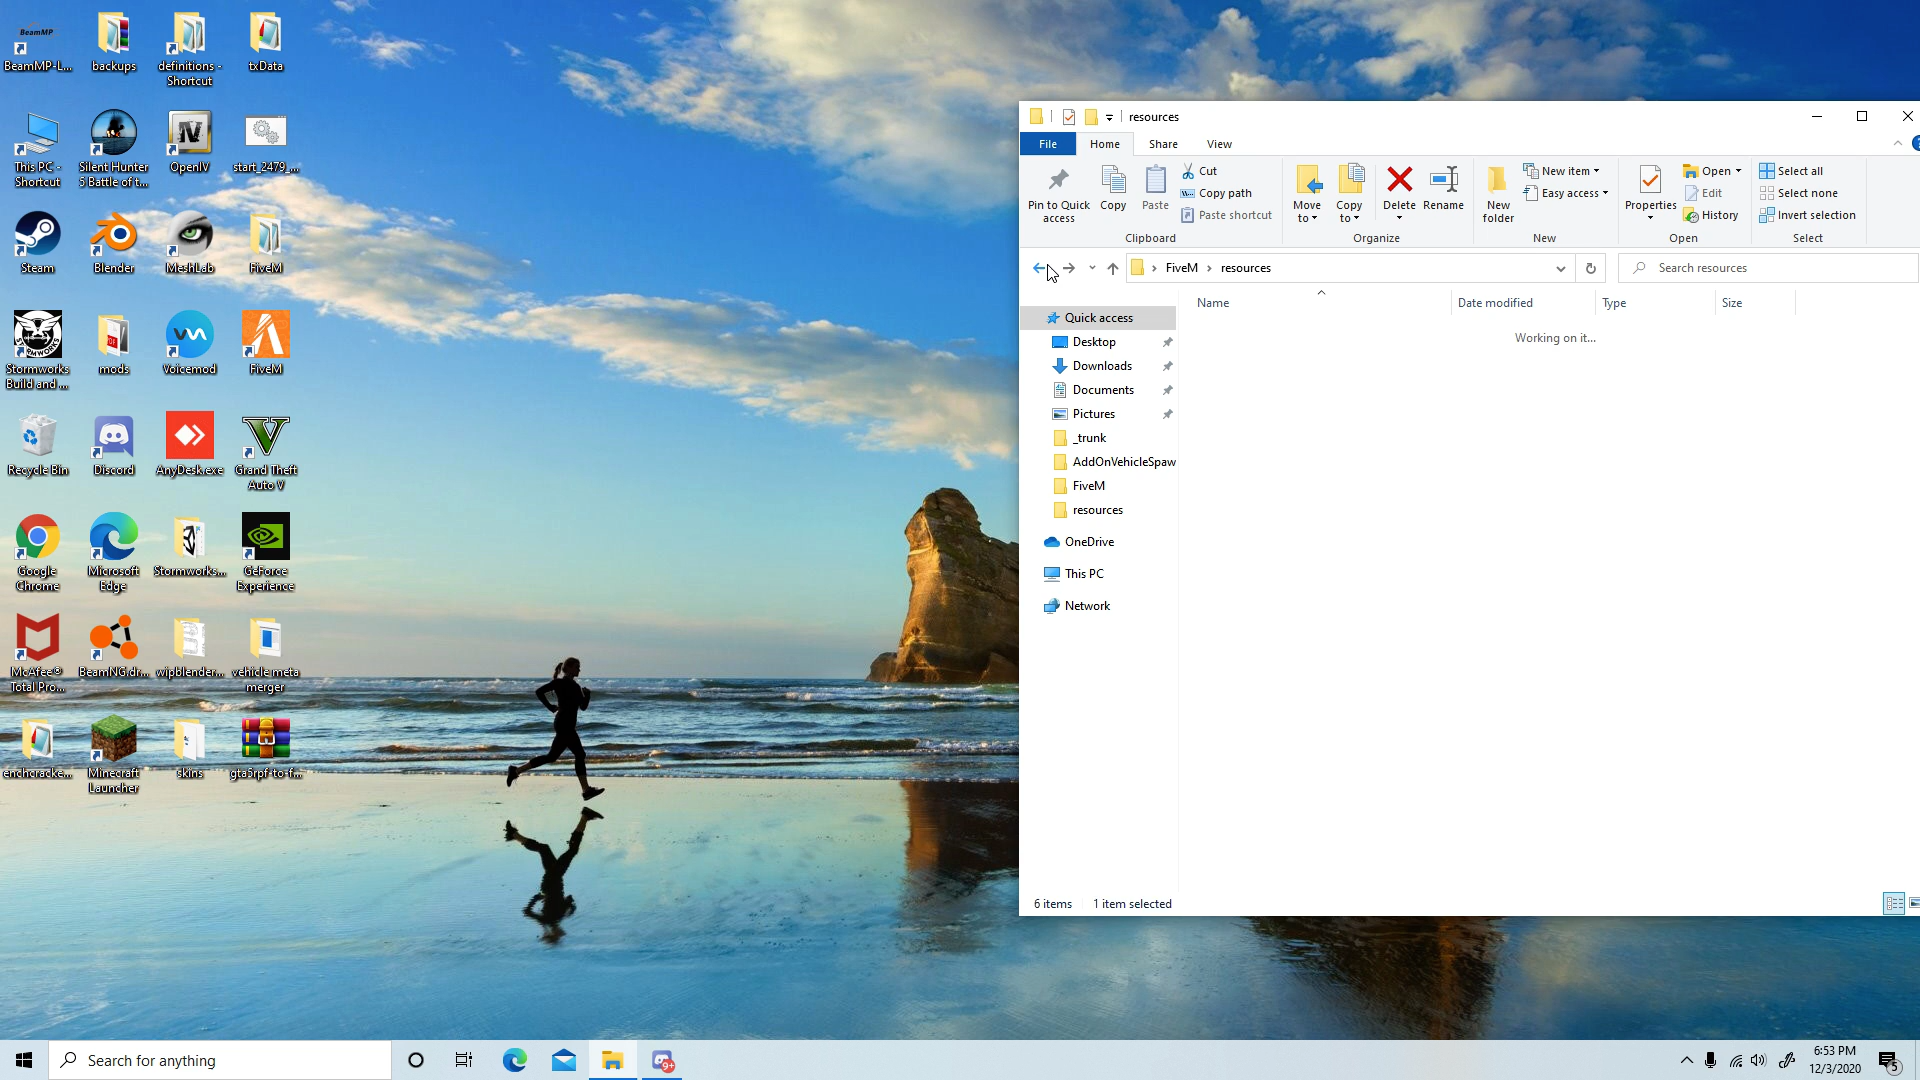 BeamMP
BeamMP-L...
backups
definitions -
Shortcut
txData
This PC -
Shortcut
Silent Hunter
5 Battle of t...
OpenIV
start_2479_...
Steam
Blender
MeshLab
FiveM
Stormworks
Build and ...
mods
Voicemod
FiveM
Recycle Bin
Discord
AnyDesk.exe
Grand Theft
Auto V
Google
Chrome
Microsoft
Edge
Stormworks...
GeForce
Experience
McAfee®
Total Pro...
BeamNG.dr...
wipblender...
vehicle meta
merger
enchcracke...
Minecraft
Launcher
skins
gta5rpf-to-f...
resources
File
Home
Share
View
Pin to Quick
access
Copy
Paste
Cut
Copy path
Paste shortcut
Clipboard
Move
to
Copy
to
Delete
Rename
Organize
New
folder
New item
Easy access
New
Properties
Open
Edit
History
Open
Select all
Select none
Invert selection
Select
FiveM
resources
Search resources
Name
Date modified
Type
Size
Working on it...
Quick access
Desktop
Downloads
Documents
Pictures
_trunk
AddOnVehicleSpaw
FiveM
resources
OneDrive
This PC
Network
6 items
1 item selected
Search for anything
9+
6:53 PM
12/3/2020
5